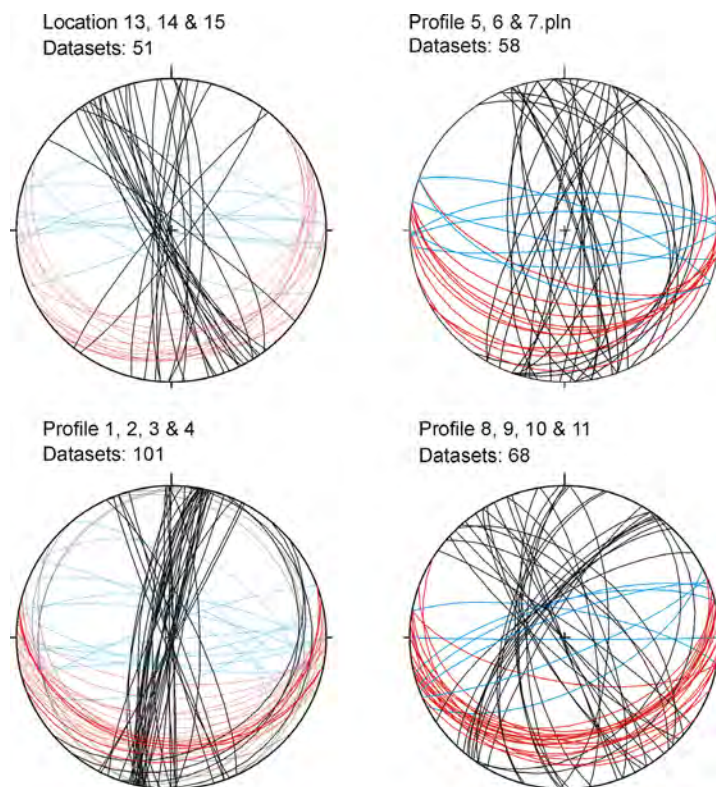 Location 13, 14 & 15
Datasets: 51
Profile 5, 6 & 7.pln
Datasets: 58
Profile 1, 2, 3 & 4
Datasets: 101
Profile 8, 9, 10 & 11
Datasets: 68